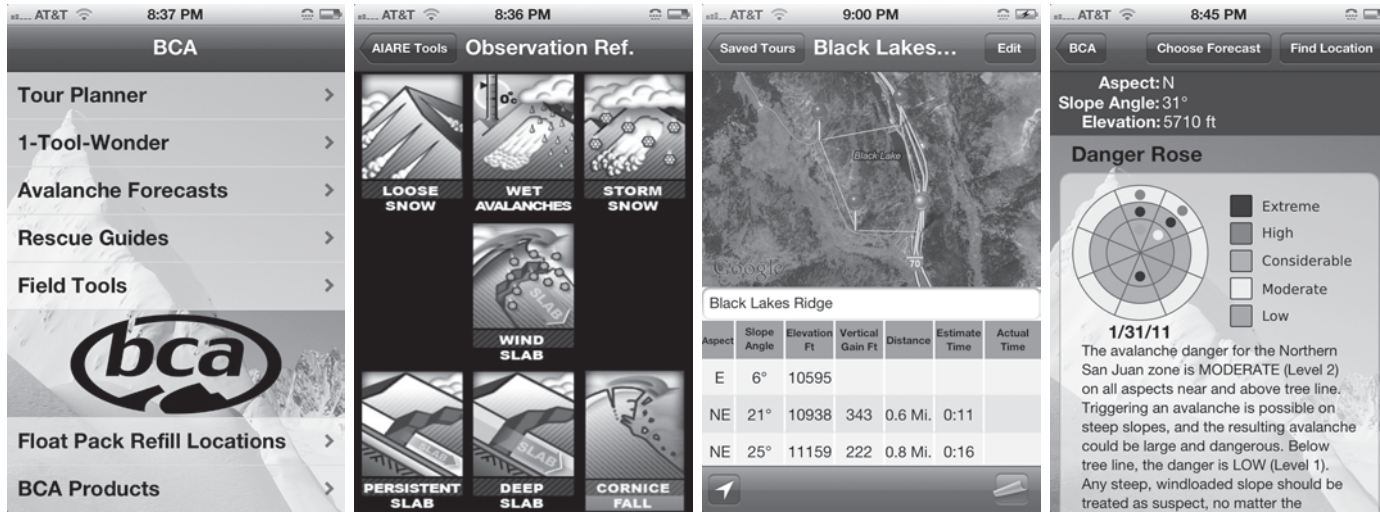 AT&T 8:37 PM
BCA
Tour Planner
1-Tool-Wonder
Avalanche Forecasts
Rescue Guides
Field Tools
bca
Float Pack Refill Locations
BCA Products
AT&T 8:36 PM
AIARE Tools Observation Ref.
0°c
LOOSE SNOW
WET AVALANCHES
STORM SNOW
SLAB
WIND SLAB
SLAB
SLAB
PERSISTENT SLAB
DEEP SLAB
CORNICE FALL
AT&T 9:00 PM
Saved Tours Black Lakes... Edit
Black Lake
70
Google
Black Lakes Ridge
Aspect Slope Angle Elevation Ft Vertical Gain Ft Distance Estimate Time Actual Time
E 6° 10595
NE 21° 10938 343 0.6 Mi. 0:11
NE 25° 11159 222 0.8 Mi. 0:16
AT&T 8:45 PM
BCA Choose Forecast Find Location
Aspect: N
Slope Angle: 31°
Elevation: 5710 ft
Danger Rose
Extreme
High
Considerable
Moderate
Low
1/31/11
The avalanche danger for the Northern
San Juan zone is MODERATE (Level 2)
on all aspects near and above tree line.
Triggering an avalanche is possible on
steep slopes, and the resulting avalanche
could be large and dangerous. Below
tree line, the danger is LOW (Level 1).
Any steep, windloaded slope should be
treated as suspect, no matter the